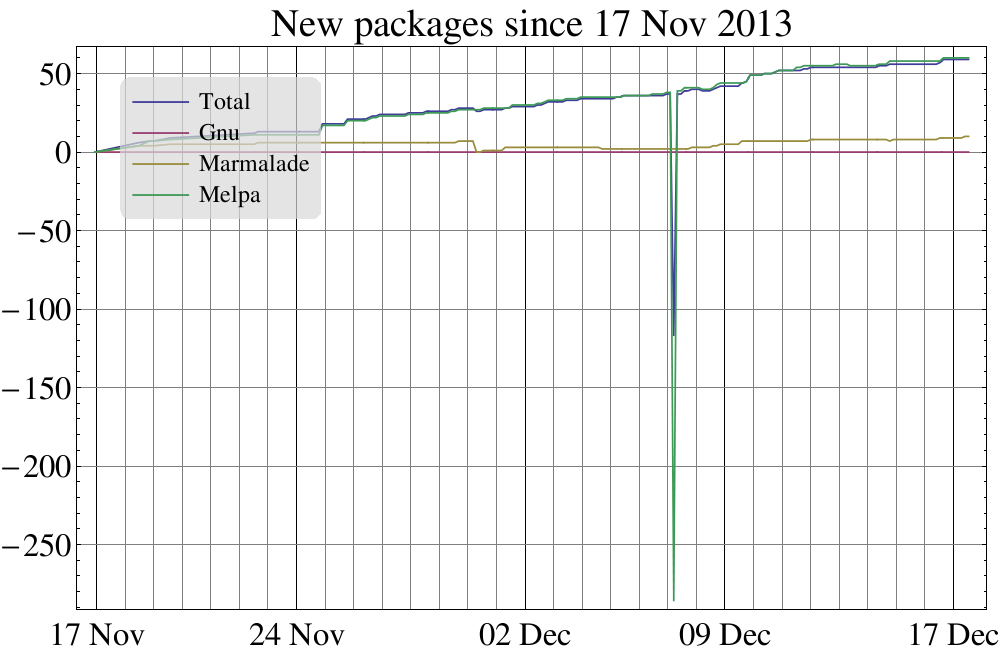 New packages since 17 Nov 2013
50
0
−50
−100
−150
−200
−250
Total
Gnu
Marmalade
Melpa
17 Nov 24 Nov 02 Dec 09 Dec 17 Dec